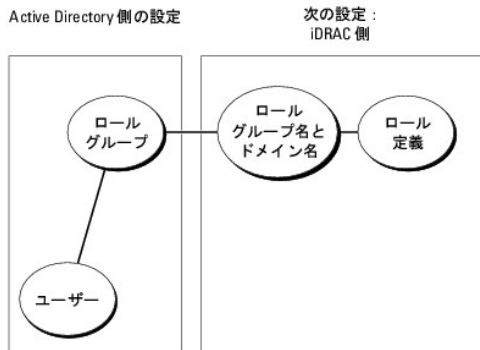 Active Directory 側の設定
次の設定：
iDRAC 側
ロール
グループ
ロール
グループ名と
ドメイン名
ロール
定義
ユーザー